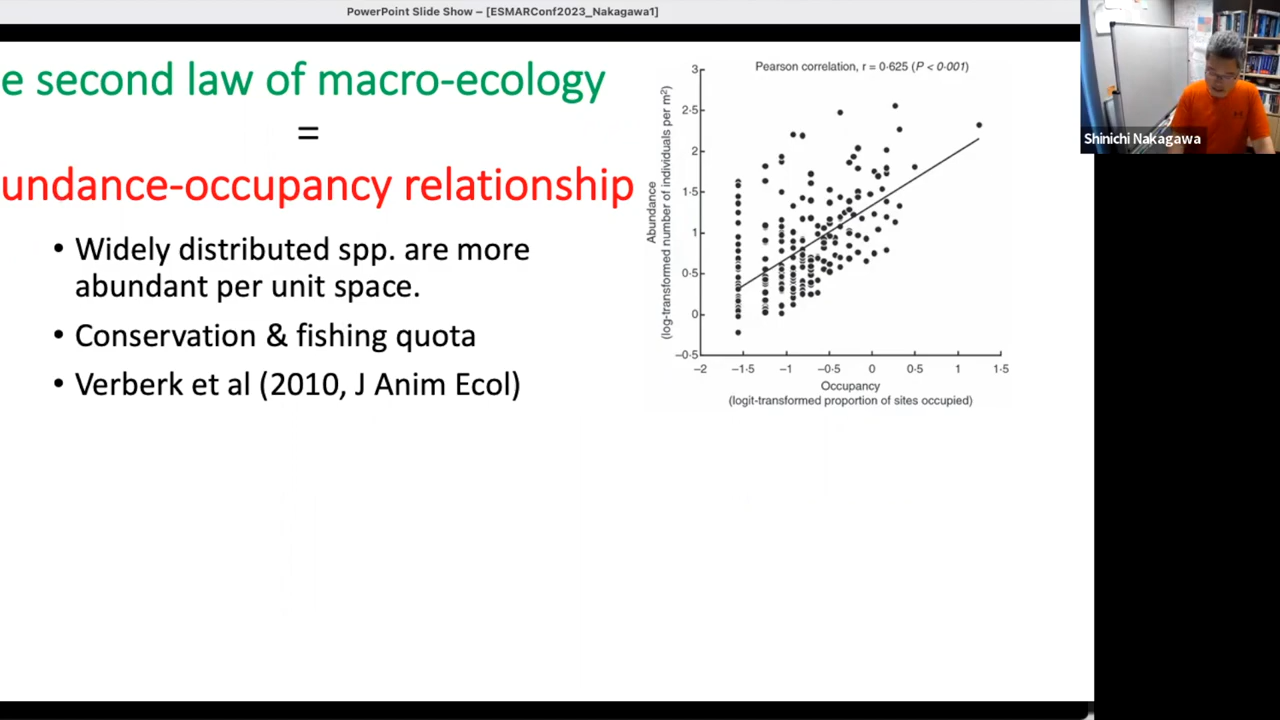 PowerPoint Slide Show – [ESMARConf2023_Nakagawa1]
e second law of macro-ecology
=
undance-occupancy relationship
• Widely distributed spp. are more
abundant per unit space.
• Conservation & fishing quota
• Verberk et al (2010, J Anim Ecol)
Pearson correlation, r = 0·625 (P < 0·001)
Abundance
(log-transformed number of individuals per m²)
3
2·5
2
1·5
1
0·5
0
–0·5
–2 –1·5 –1 –0·5 0 0·5 1 1·5
Occupancy
(logit-transformed proportion of sites occupied)
Shinichi Nakagawa